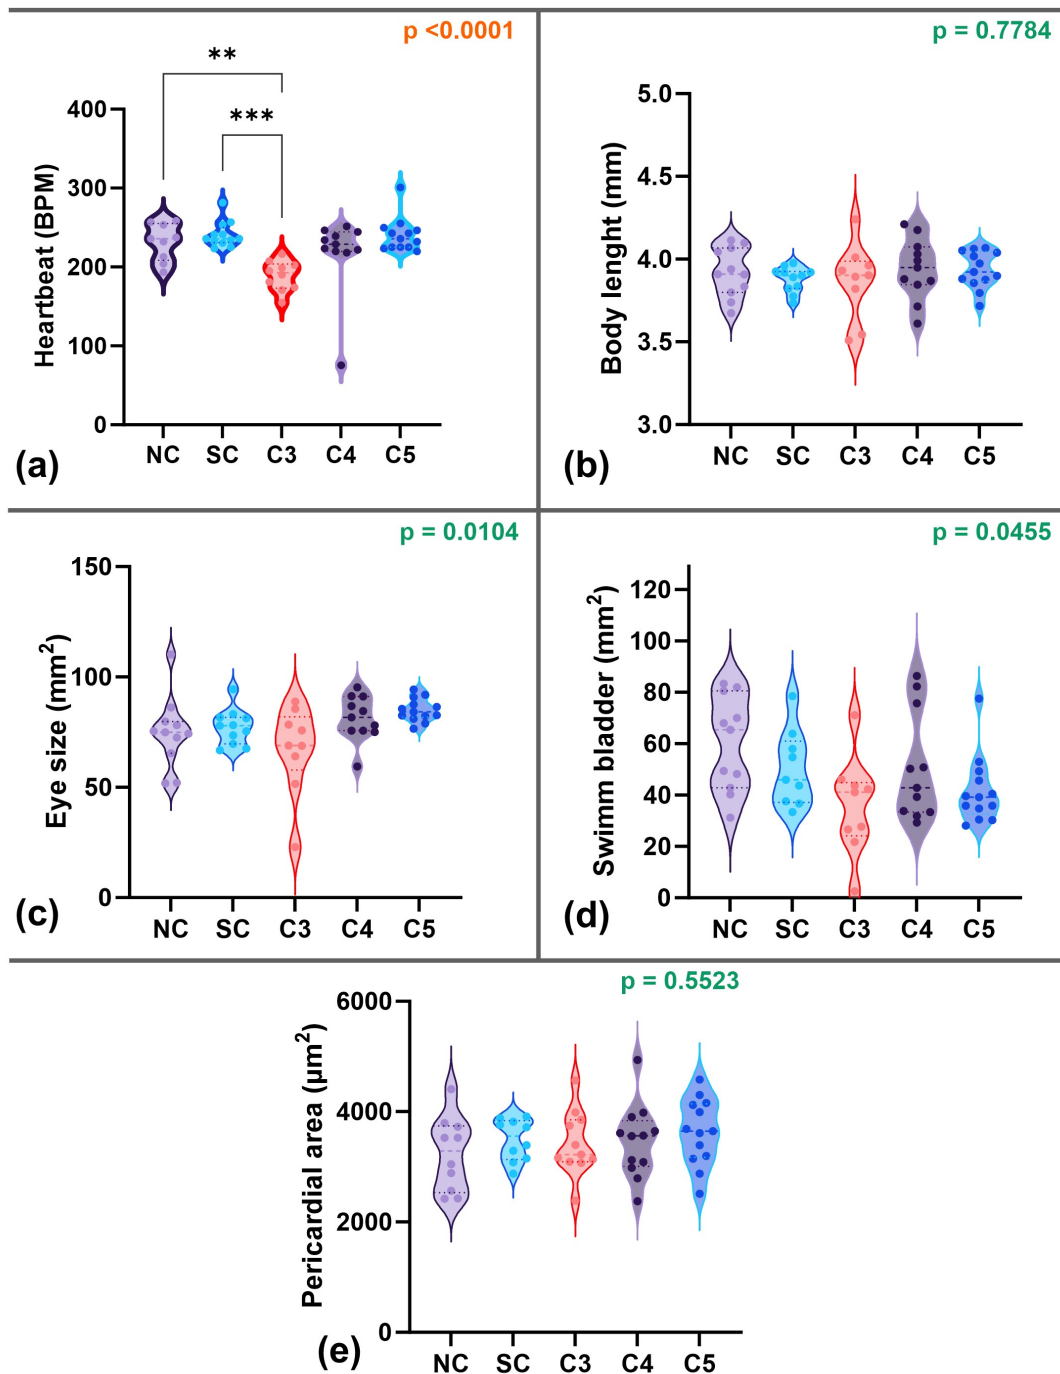 p <0.0001
**
***
400
300
200
100
0
Heartbeat (BPM)
NC SC C3 C4 C5
(a)
p = 0.7784
5.0
4.5
4.0
3.5
3.0
Body lenght (mm)
NC SC C3 C4 C5
(b)
p = 0.0104
150
100
50
0
Eye size (mm²)
NC SC C3 C4 C5
(c)
p = 0.0455
120
100
80
60
40
20
0
Swimm bladder (mm²)
NC SC C3 C4 C5
(d)
p = 0.5523
6000
4000
2000
0
Pericardial area (µm²)
NC SC C3 C4 C5
(e)